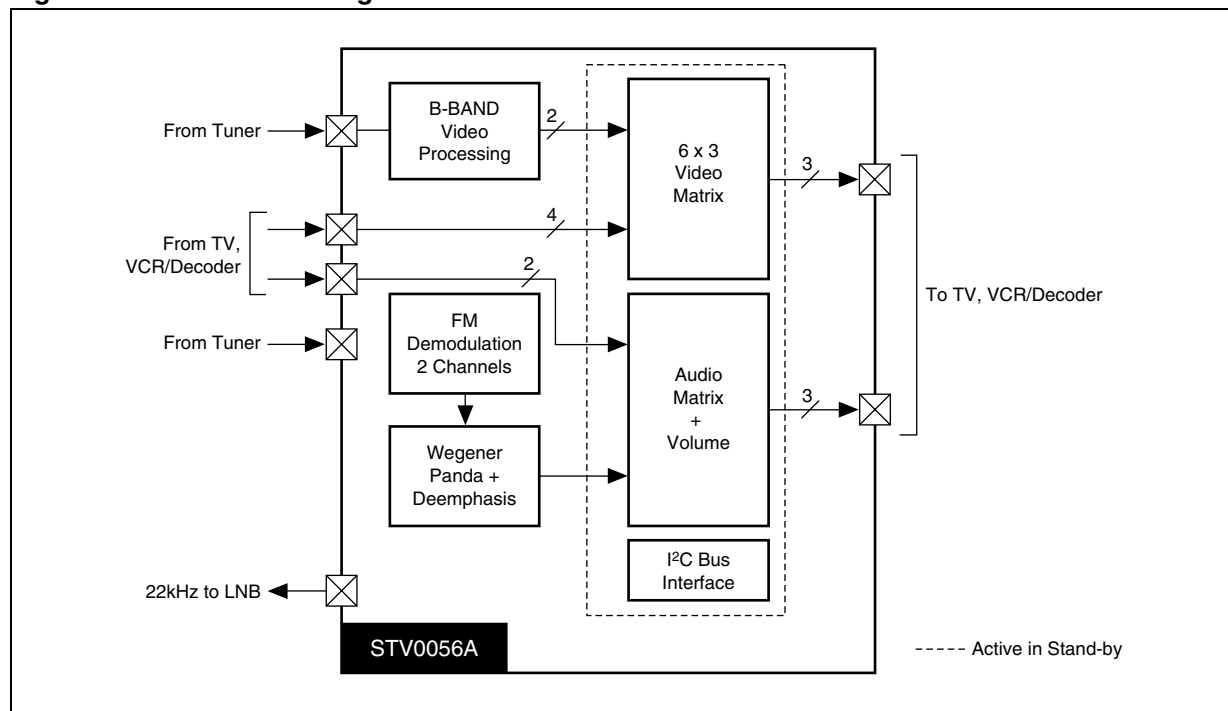 B-BAND
Video
Processing
2
From Tuner
6 x 3
Video
Matrix
3
4
From TV,
VCR/Decoder
2
To TV, VCR/Decoder
From Tuner
FM
Demodulation
2 Channels
Audio
Matrix
+
Volume
3
Wegener
Panda +
Deemphasis
I²C Bus
Interface
22kHz to LNB
STV0056A
Active in Stand-by